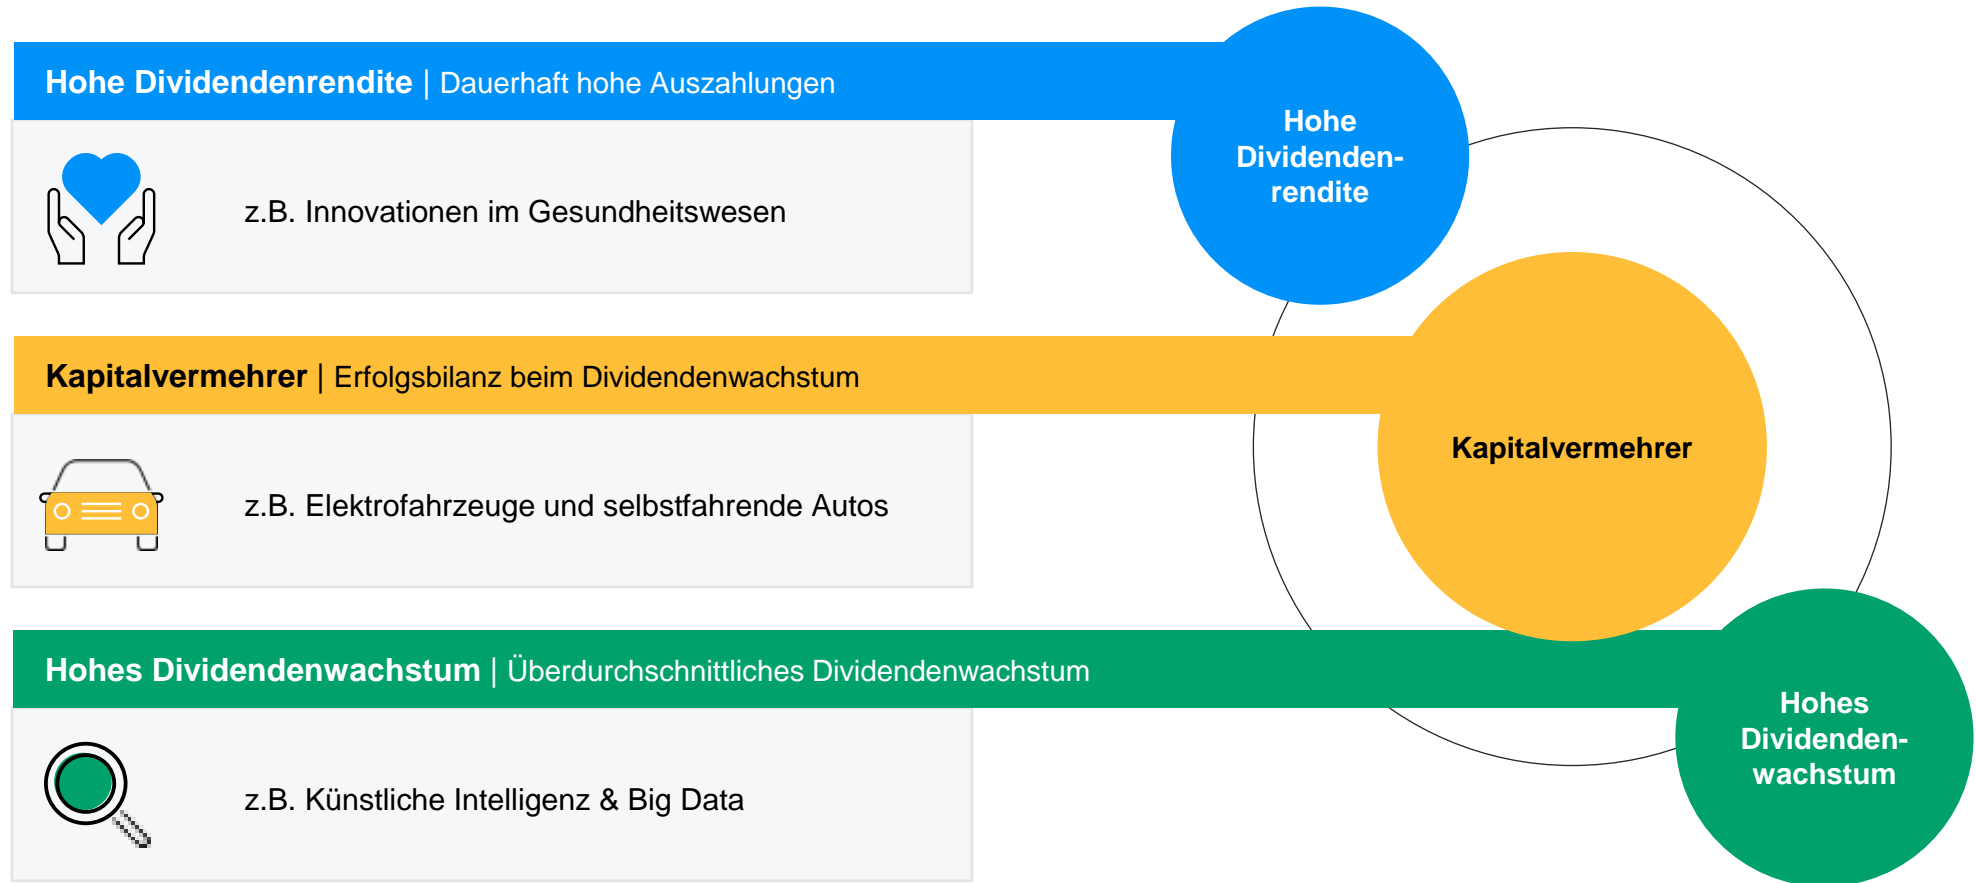 Hohe Dividendenrendite | Dauerhaft hohe Auszahlungen
z.B. Innovationen im Gesundheitswesen
Hohe
Dividenden-
rendite
Kapitalvermehrer | Erfolgsbilanz beim Dividendenwachstum
z.B. Elektrofahrzeuge und selbstfahrende Autos
Kapitalvermehrer
Hohes Dividendenwachstum | Überdurchschnittliches Dividendenwachstum
z.B. Künstliche Intelligenz & Big Data
Hohes
Dividenden-
wachstum